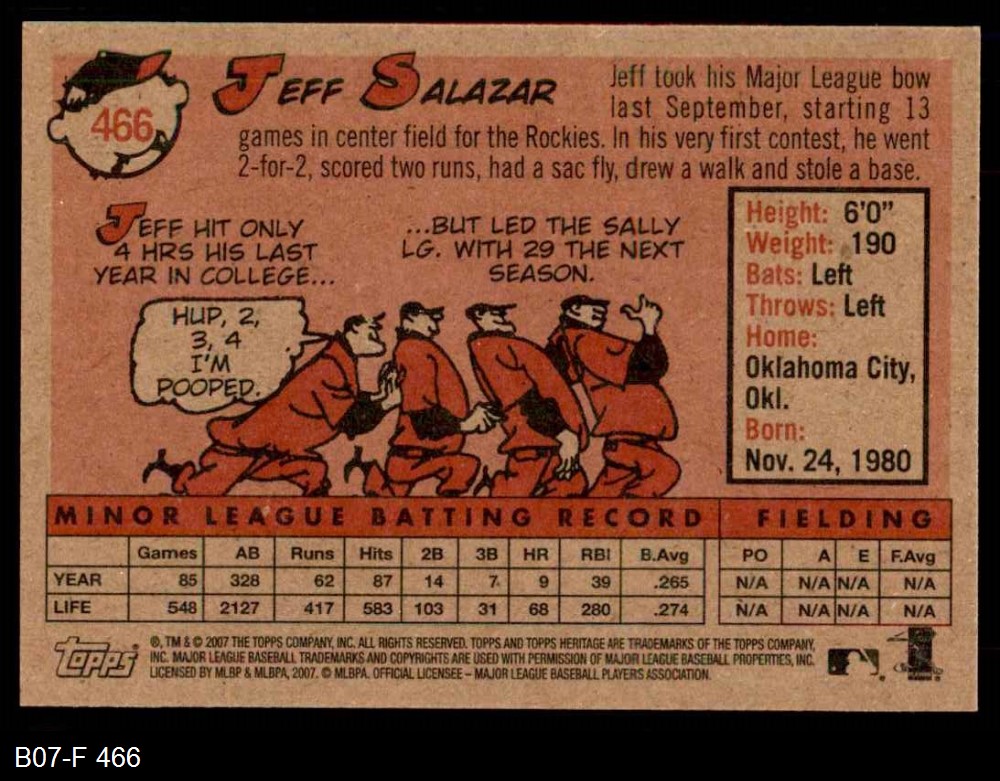 466
JEFF SALAZAR
Jeff took his Major League bow
last September, starting 13
games in center field for the Rockies. In his very first contest, he went
2-for-2, scored two runs, had a sac fly, drew a walk and stole a base.
JEFF HIT ONLY
4 HRS HIS LAST
YEAR IN COLLEGE...
...BUT LED THE SALLY
LG. WITH 29 THE NEXT
SEASON.
HUP, 2,
3, 4
I'M
POOPED.
Height: 6'0"
Weight: 190
Bats: Left
Throws: Left
Home:
Oklahoma City,
Okl.
Born:
Nov. 24, 1980
MINOR LEAGUE BATTING RECORD FIELDING
Games AB Runs Hits 2B 3B HR RBI B.Avg PO A E F.Avg
YEAR 85 328 62 87 14 7 9 39 .265 N/A N/A N/A N/A
LIFE 548 2127 417 583 103 31 68 280 .274 N/A N/A N/A N/A
Topps
®, TM & © 2007 THE TOPPS COMPANY, INC. ALL RIGHTS RESERVED. TOPPS AND TOPPS HERITAGE ARE TRADEMARKS OF THE TOPPS COMPANY,
INC. MAJOR LEAGUE BASEBALL TRADEMARKS AND COPYRIGHTS ARE USED WITH PERMISSION OF MAJOR LEAGUE BASEBALL PROPERTIES, INC.
LICENSED BY MLBP & MLBPA, 2007. © MLBPA. OFFICIAL LICENSEE – MAJOR LEAGUE BASEBALL PLAYERS ASSOCIATION.
B07-F 466